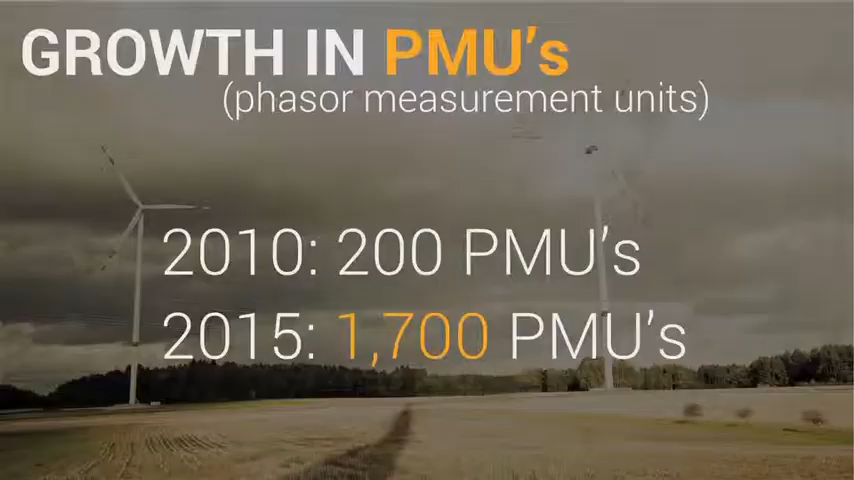 GROWTH IN PMU's
(phasor measurement units)
2010: 200 PMU's
2015: 1,700 PMU's